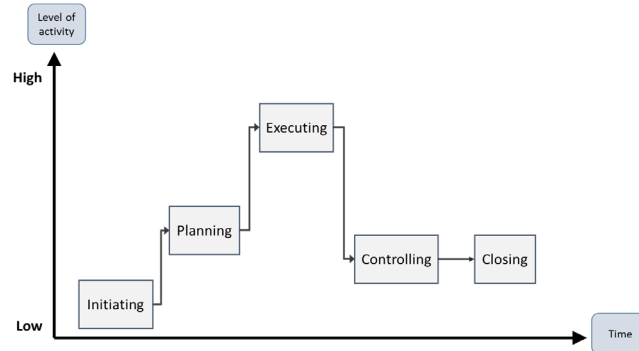 Level of
activity
High
Executing
Planning
Controlling
Closing
Initiating
Low
Time